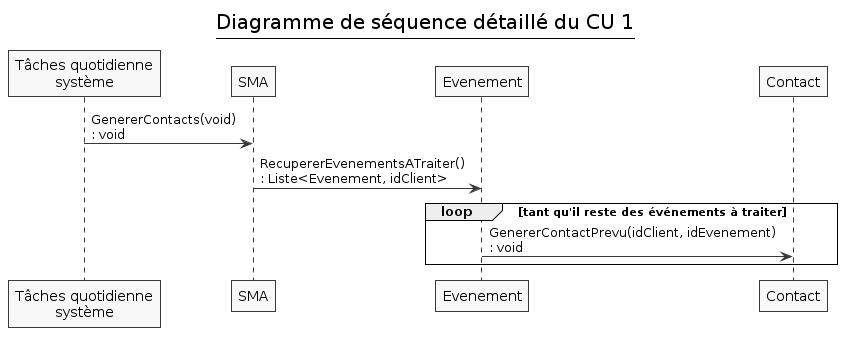 Diagramme de séquence détaillé du CU 1
Tâches quotidienne
système
SMA
Evenement
Contact
GenererContacts(void)
: void
RecupererEvenementsATraiter()
: Liste<Evenement, idClient>
loop [tant qu'il reste des événements à traiter]
GenererContactPrevu(idClient, idEvenement)
: void
Tâches quotidienne
système
SMA
Evenement
Contact